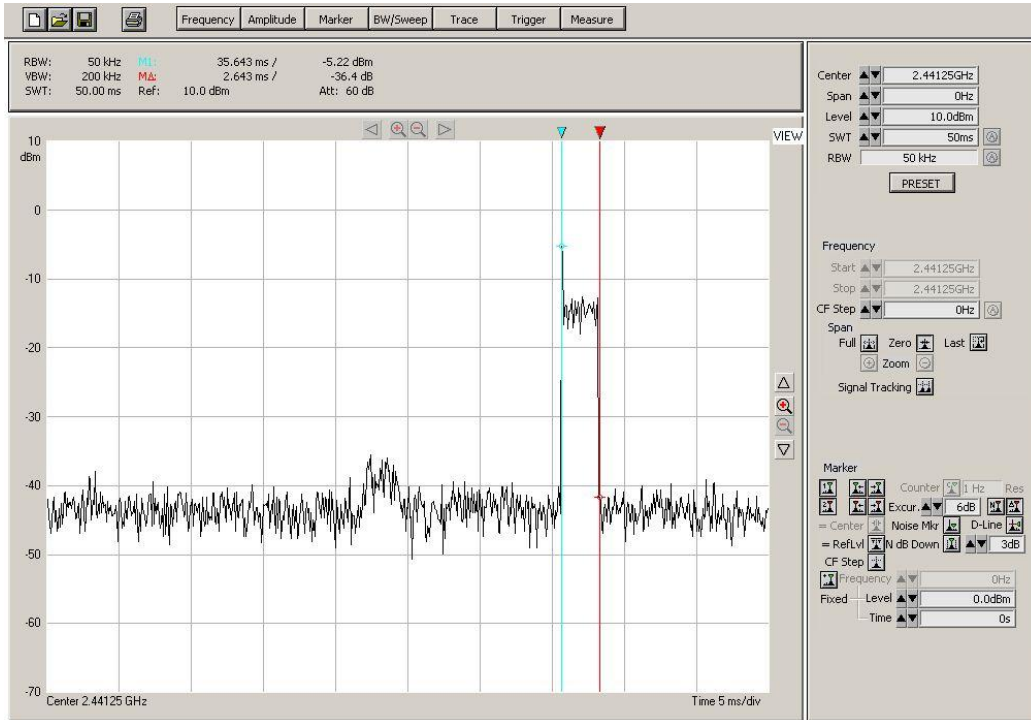 Frequency Amplitude Marker BW/Sweep Trace Trigger Measure
RBW: 50 kHz M1: 35.643 ms / -5.22 dBm
VBW: 200 kHz MΔ: 2.643 ms / -36.4 dB
SWT: 50.00 ms Ref: 10.0 dBm Att: 60 dB
VIEW
10
dBm
0
-10
-20
-30
-40
-50
-60
-70
Center 2.44125 GHz Time 5 ms/div
Center 2.44125GHz
Span 0Hz
Level 10.0dBm
SWT 50ms
RBW 50 kHz
PRESET
Frequency
Start 2.44125GHz
Stop 2.44125GHz
CF Step 0Hz
Span
Full Zero Last
Zoom
Signal Tracking
Marker
Counter 1 Hz Res
Excur. 6dB
= Center Noise Mkr D-Line
= RefLvl N dB Down 3dB
CF Step
Frequency 0Hz
Fixed Level 0.0dBm
Time 0s